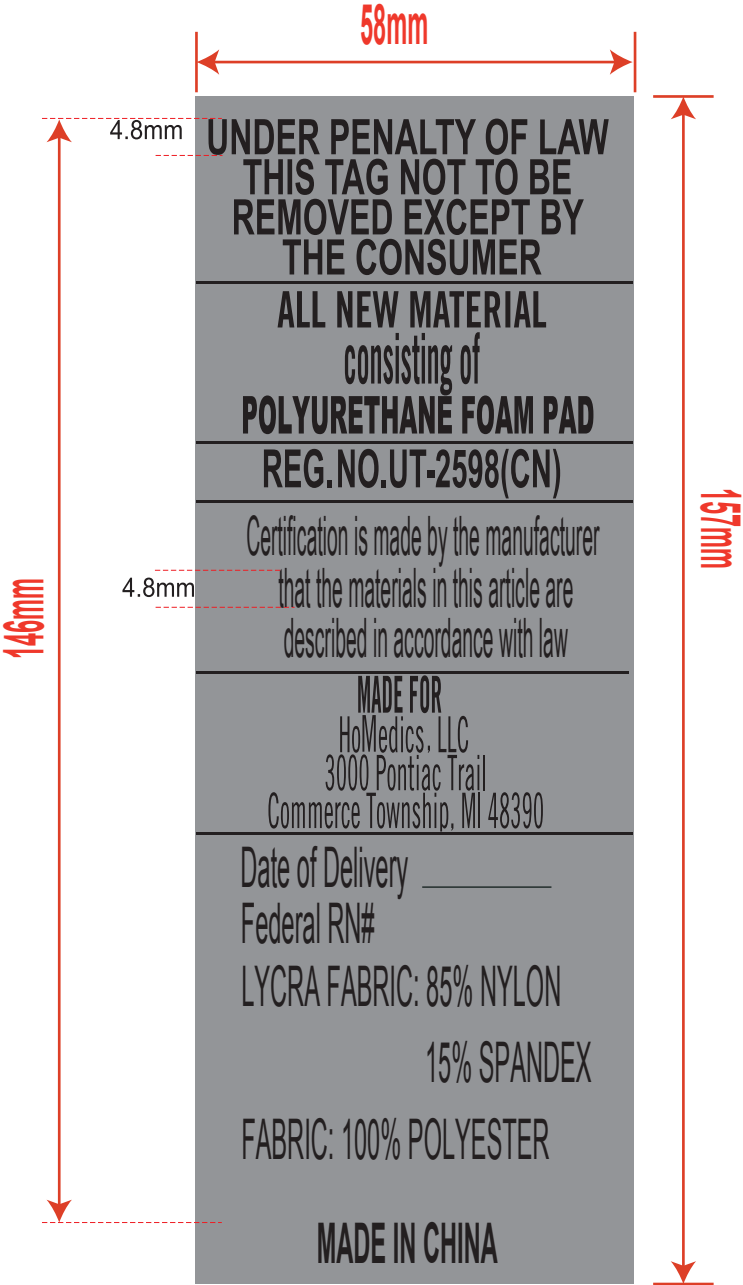 58mm
4.8mm
UNDER PENALTY OF LAW
THIS TAG NOT TO BE
REMOVED EXCEPT BY
THE CONSUMER
ALL NEW MATERIAL
consisting of
POLYURETHANE FOAM PAD
REG.NO.UT-2598(CN)
157mm
Certification is made by the manufacturer
4.8mm
that the materials in this article are
146mm
described in accordance with law
MADE FOR
HoMedics, LLC
3000 Pontiac Trail
Commerce Township, MI 48390
Date of Delivery ________
Federal RN#
LYCRA FABRIC: 85% NYLON
15% SPANDEX
FABRIC: 100% POLYESTER
MADE IN CHINA